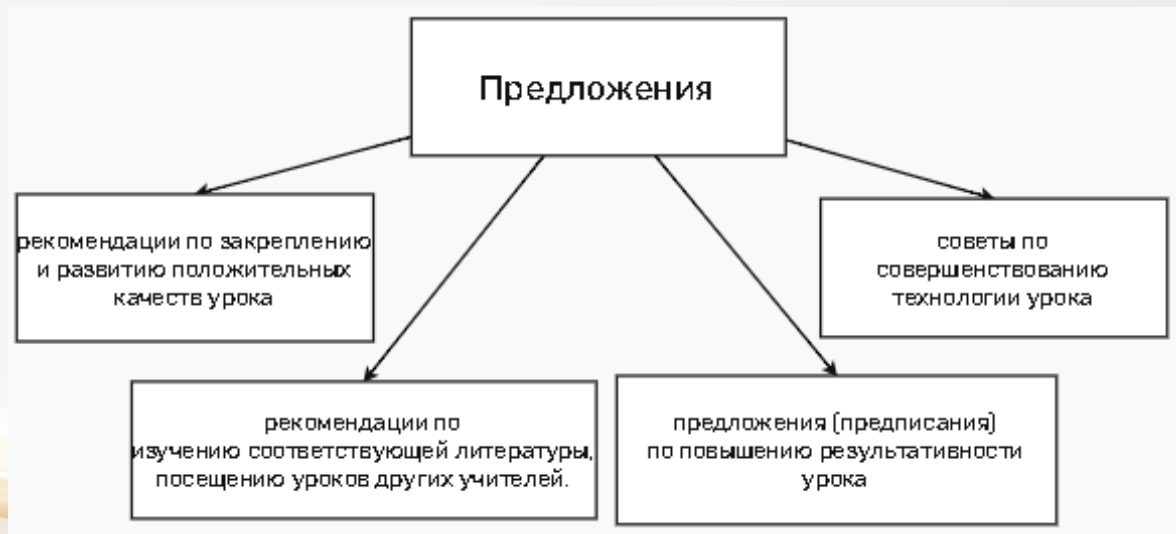 Предложения
рекомендации по закреплению
и развитию положительных
качеств урока
советы по
совершенствованию
технологии урока
рекомендации по
изучению соответствующей литературы,
посещению уроков других учителей.
предложения (предписания)
по повышению результативности
урока